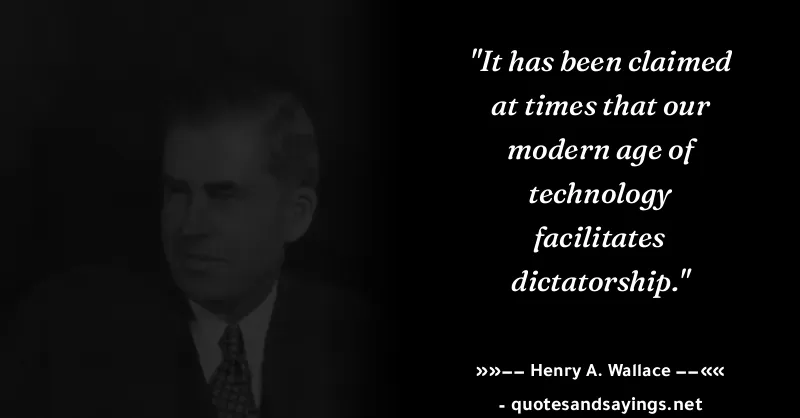 "It has been claimed
at times that our
modern age of
technology
facilitates
dictatorship."
»»−− Henry A. Wallace −−««
- quotesandsayings.net